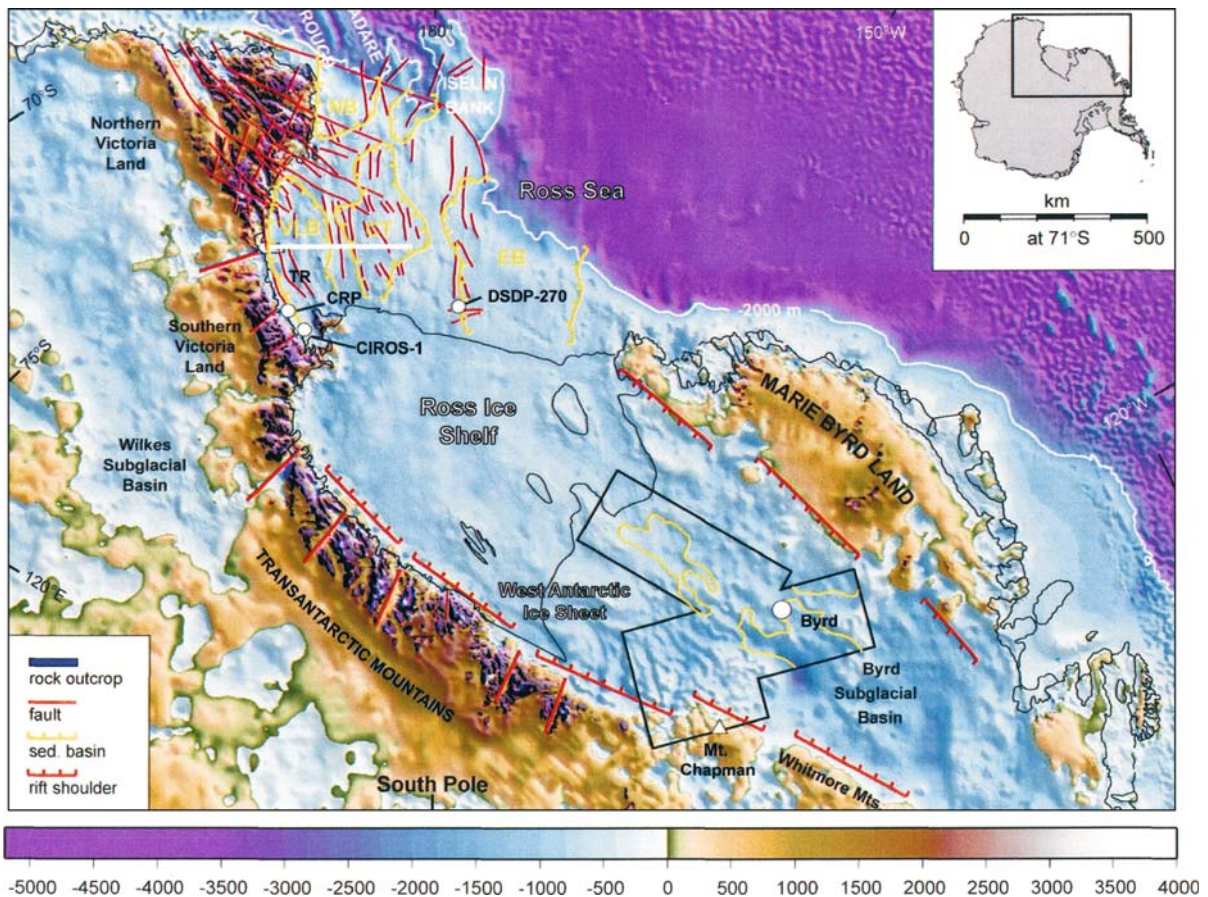 TROUGH
ADARE
180°
150°W
ISELIN
BANK
NB
70°S
Northern
Victoria
Land
Ross Sea
km
0
at 71°S
500
VLB
CT
EB
TR
CRP
DSDP-270
-2000 m
Southern
Victoria
Land
CIROS-1
75°S
Ross Ice
Shelf
MARIE BYRD LAND
120°W
Wilkes
Subglacial
Basin
120°E
TRANSANTARCTIC MOUNTAINS
West Antarctic
Ice Sheet
Byrd
Byrd
Subglacial
Basin
rock outcrop
fault
sed. basin
rift shoulder
Mt.
Chapman
Whitmore Mts
South Pole
-5000 -4500 -4000 -3500 -3000 -2500 -2000 -1500 -1000 -500 0 500 1000 1500 2000 2500 3000 3500 4000